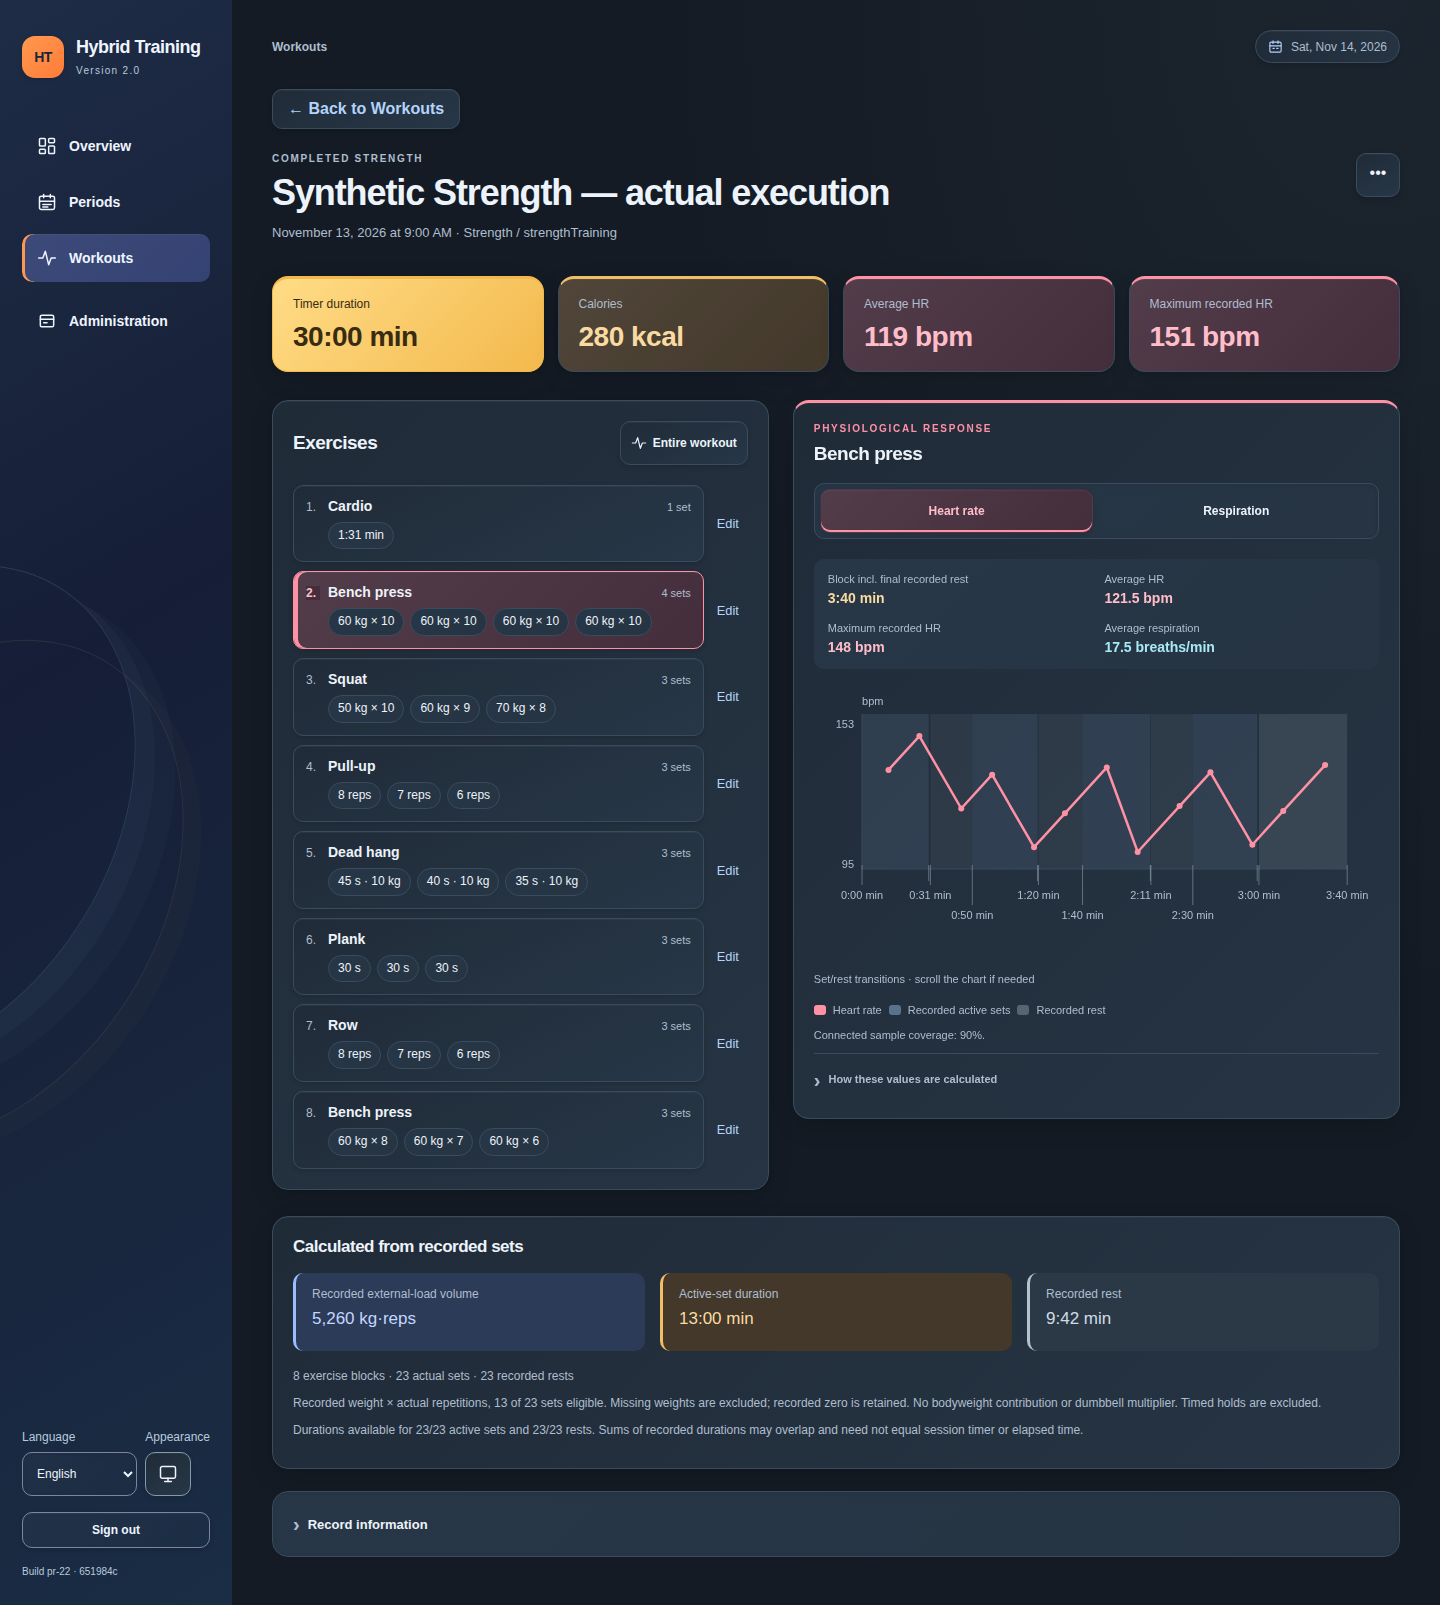 HT
Hybrid Training
Version 2.0
Overview
Periods
Workouts
Administration
Language
Appearance
English
Sign out
Build pr-22 · 651984c
Workouts
Sat, Nov 14, 2026
← Back to Workouts
COMPLETED STRENGTH
Synthetic Strength — actual execution
•••
November 13, 2026 at 9:00 AM · Strength / strengthTraining
Timer duration
30:00 min
Calories
280 kcal
Average HR
119 bpm
Maximum recorded HR
151 bpm
Exercises
Entire workout
1. Cardio 1 set
1:31 min
Edit
2. Bench press 4 sets
60 kg × 10 60 kg × 10 60 kg × 10 60 kg × 10
Edit
3. Squat 3 sets
50 kg × 10 60 kg × 9 70 kg × 8
Edit
4. Pull-up 3 sets
8 reps 7 reps 6 reps
Edit
5. Dead hang 3 sets
45 s · 10 kg 40 s · 10 kg 35 s · 10 kg
Edit
6. Plank 3 sets
30 s 30 s 30 s
Edit
7. Row 3 sets
8 reps 7 reps 6 reps
Edit
8. Bench press 3 sets
60 kg × 8 60 kg × 7 60 kg × 6
Edit
PHYSIOLOGICAL RESPONSE
Bench press
Heart rate
Respiration
Block incl. final recorded rest
3:40 min
Average HR
121.5 bpm
Maximum recorded HR
148 bpm
Average respiration
17.5 breaths/min
bpm
153
95
0:00 min 0:31 min 1:20 min 2:11 min 3:00 min 3:40 min
0:50 min 1:40 min 2:30 min
Set/rest transitions · scroll the chart if needed
Heart rate Recorded active sets Recorded rest
Connected sample coverage: 90%.
› How these values are calculated
Calculated from recorded sets
Recorded external-load volume
5,260 kg·reps
Active-set duration
13:00 min
Recorded rest
9:42 min
8 exercise blocks · 23 actual sets · 23 recorded rests
Recorded weight × actual repetitions, 13 of 23 sets eligible. Missing weights are excluded; recorded zero is retained. No bodyweight contribution or dumbbell multiplier. Timed holds are excluded.
Durations available for 23/23 active sets and 23/23 rests. Sums of recorded durations may overlap and need not equal session timer or elapsed time.
› Record information